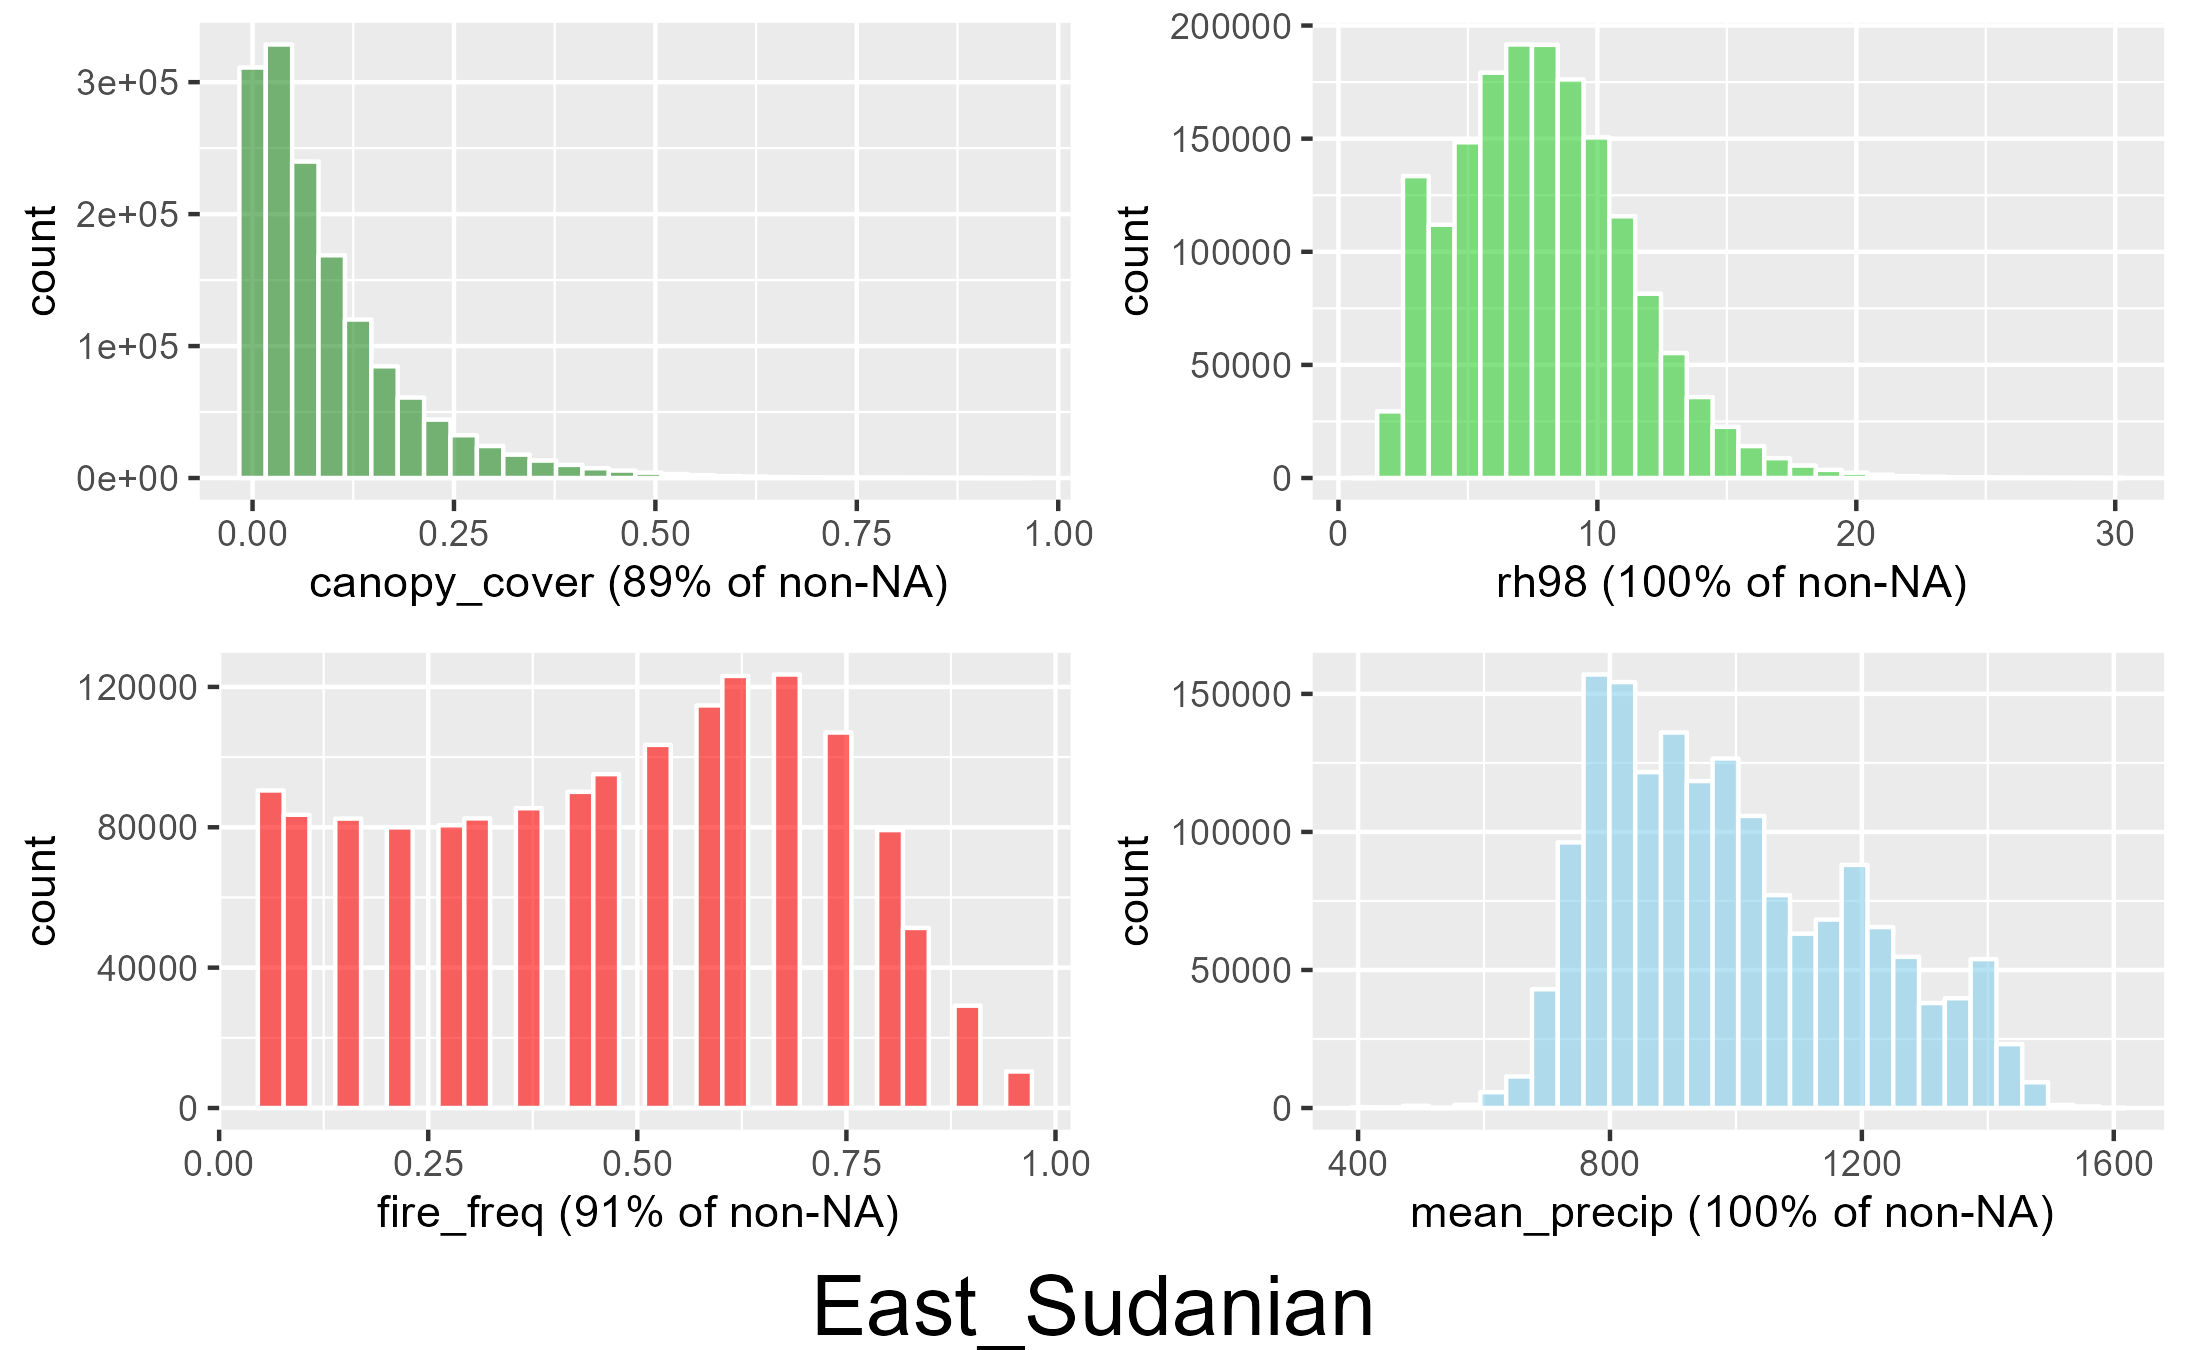 count
3e+05
2e+05
1e+05
0e+00
0.00 0.25 0.50 0.75 1.00
canopy_cover (89% of non-NA)
count
200000
150000
100000
50000
0
0 10 20 30
rh98 (100% of non-NA)
count
120000
80000
40000
0
0.00 0.25 0.50 0.75 1.00
fire_freq (91% of non-NA)
count
150000
100000
50000
0
400 800 1200 1600
mean_precip (100% of non-NA)
East_Sudanian